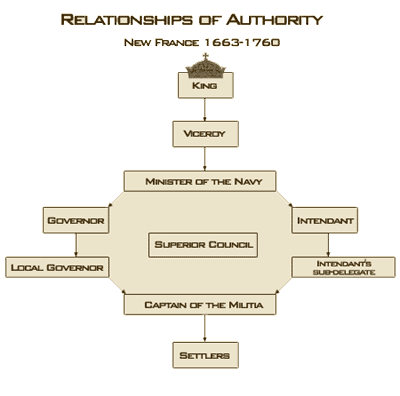 Relationships of Authority
New France 1663-1760
King
Viceroy
Minister of the Navy
Governor
Intendant
Superior Council
Local Governor
Intendant's
sub-delegate
Captain of the Militia
Settlers